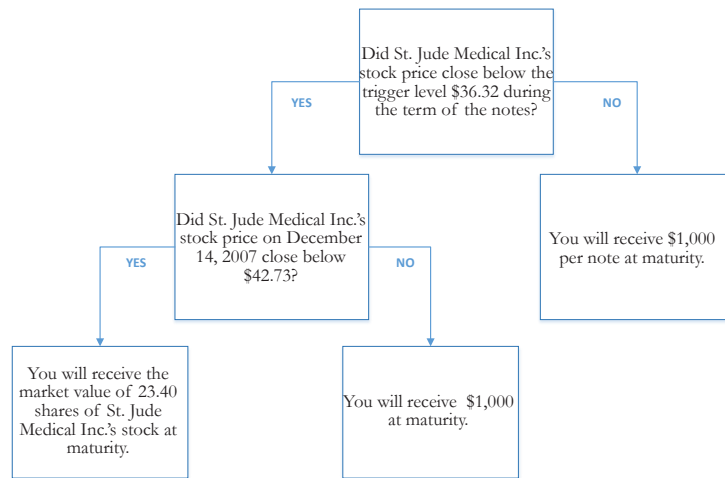 Did St. Jude Medical Inc.'s
stock price close below the
trigger level $36.32 during
the term of the notes?
YES
NO
Did St. Jude Medical Inc.'s
stock price on December
14, 2007 close below
$42.73?
You will receive $1,000
per note at maturity.
YES
NO
You will receive the
market value of 23.40
shares of St. Jude
Medical Inc.'s stock at
maturity.
You will receive $1,000
at maturity.